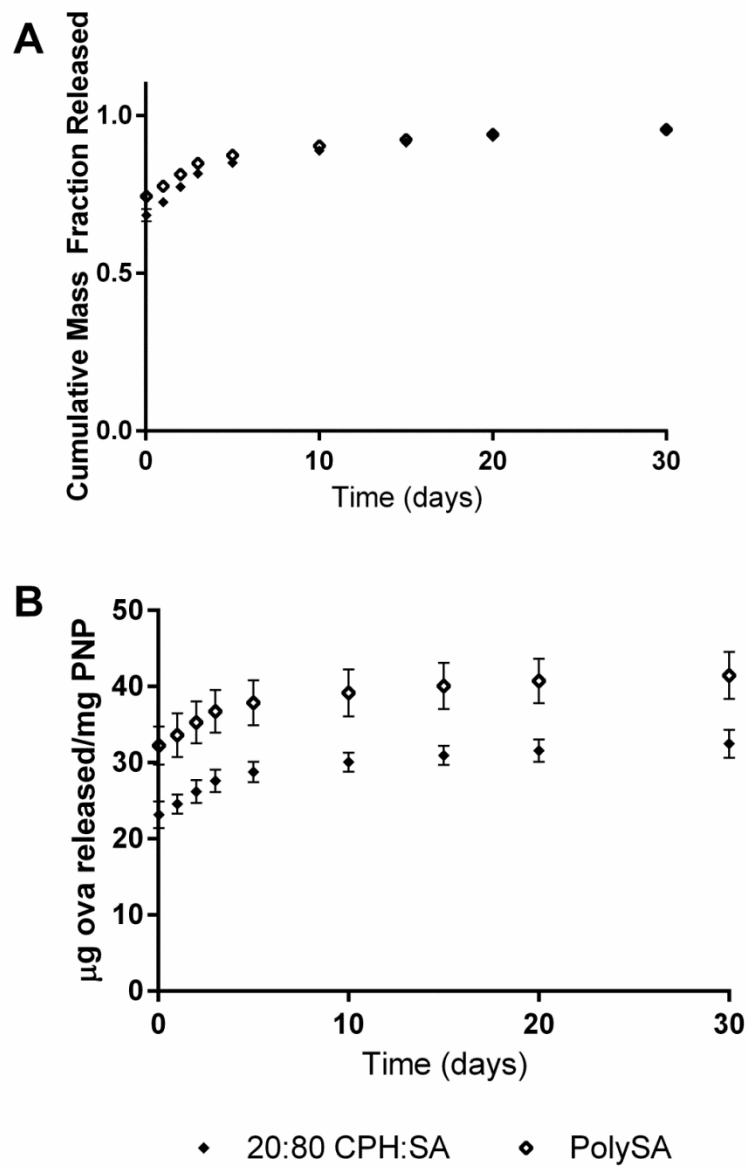 A
Cumulative Mass Fraction Released
1.0
0.5
0.0
0 10 20 30
Time (days)
B
µg ova released/mg PNP
50
40
30
20
10
0
0 10 20 30
Time (days)
20:80 CPH:SA PolySA